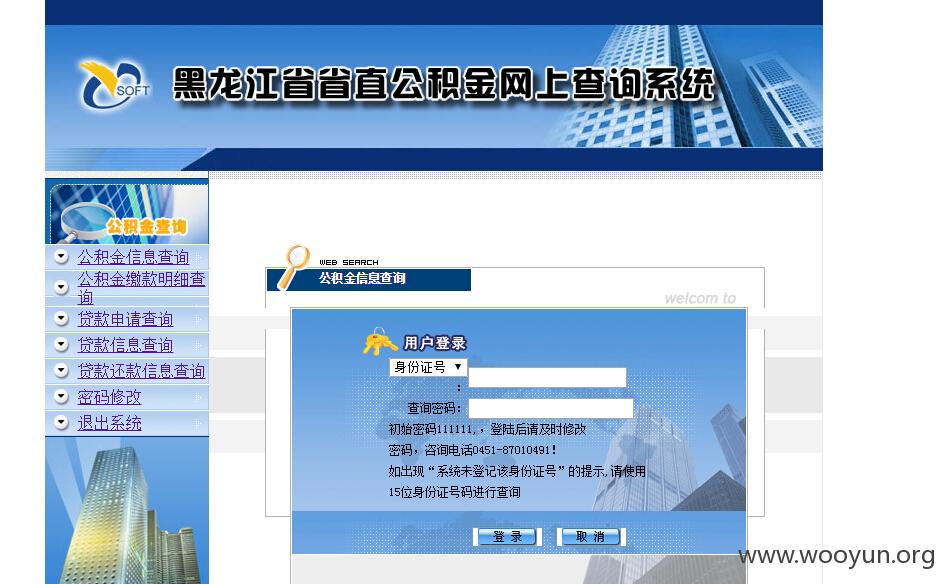 SOFT
黑龙江省省直公积金网上查询系统
公积金查询
公积金信息查询
公积金缴款明细查
询
贷款申请查询
贷款信息查询
贷款还款信息查询
密码修改
退出系统
WEB SEARCH
公积金信息查询
welcom to
用户登录
身份证号
:
查询密码:
初始密码111111,,登陆后请及时修改
密码，咨询电话0451-87010491!
如出现“系统未登记该身份证号”的提示,请使用
15位身份证号码进行查询
登 录
取 消
www.wooyun.org